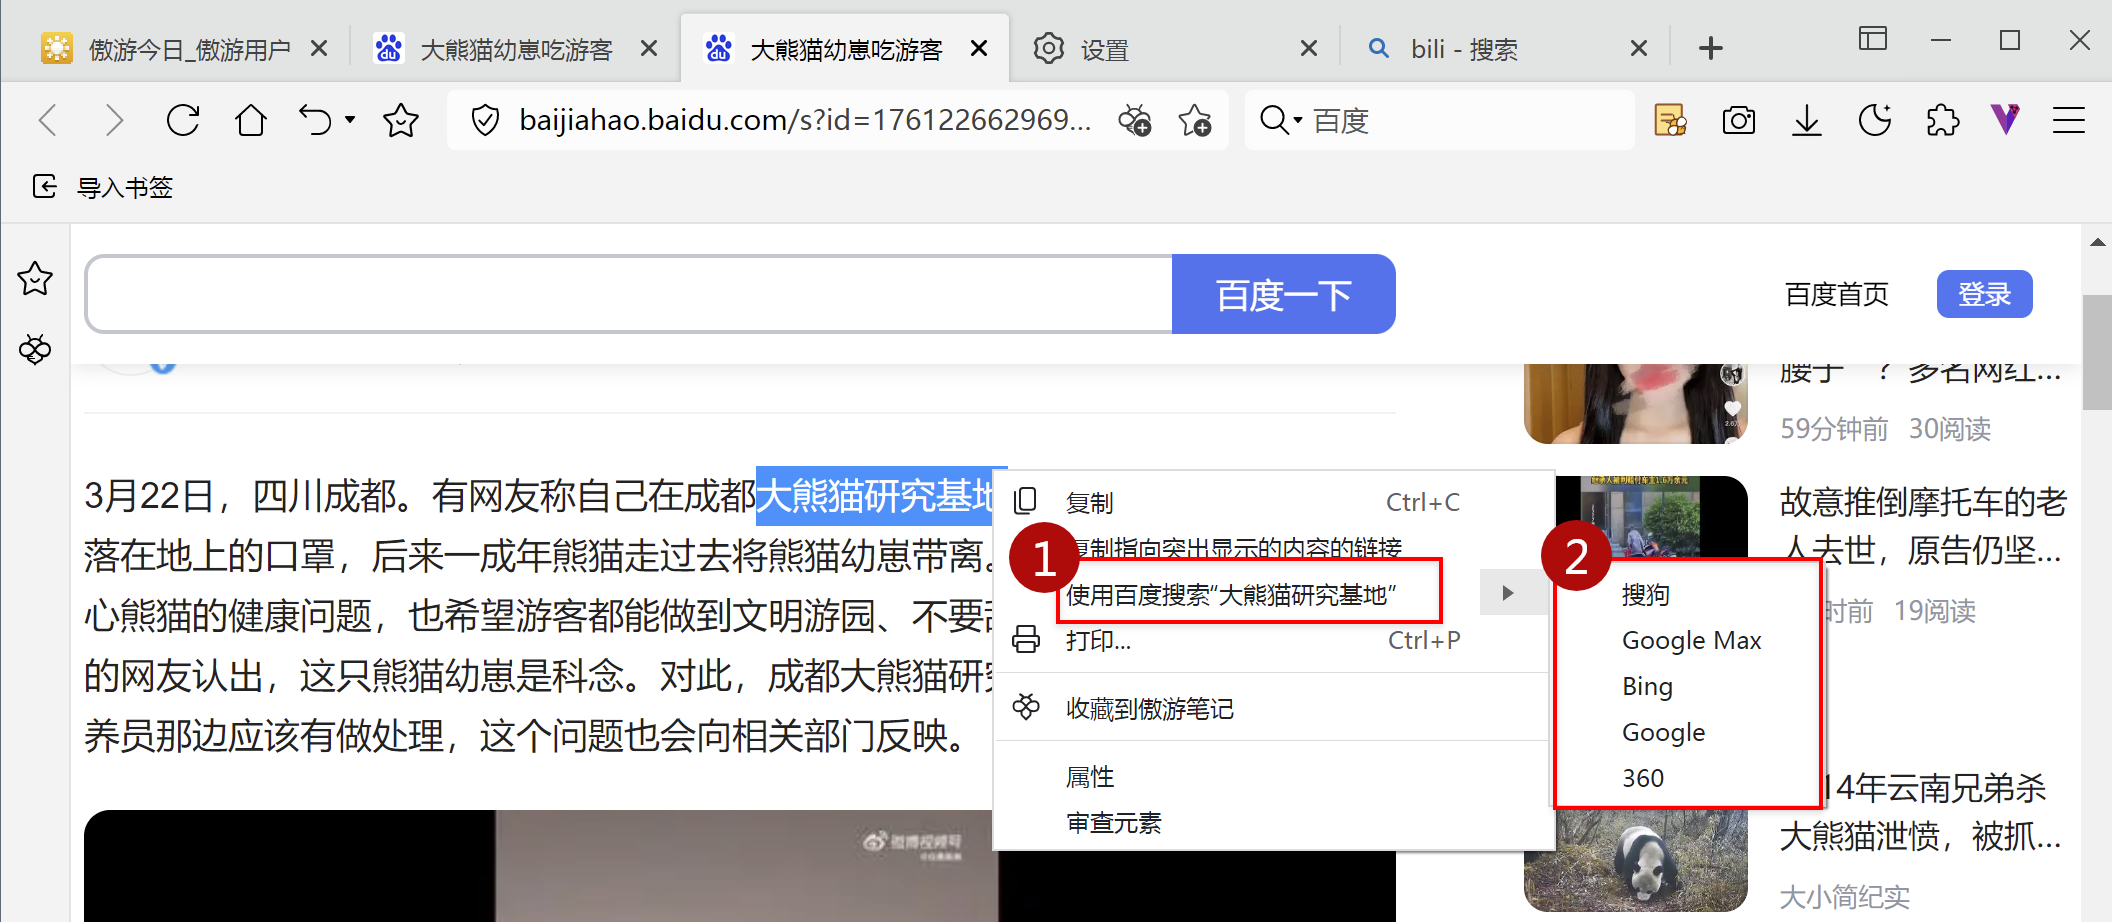 傲游今日_傲游用户
大熊猫幼崽吃游客
大熊猫幼崽吃游客
设置
bili - 搜索
baijiahao.baidu.com/s?id=176122662969...
百度
导入书签
百度一下
百度首页
登录
59分钟前 30阅读
3月22日，四川成都。有网友称自己在成都大熊猫研究基地
落在地上的口罩，后来一成年熊猫走过去将熊猫幼崽带离。
心熊猫的健康问题，也希望游客都能做到文明游园、不要
的网友认出，这只熊猫幼崽是科念。对此，成都大熊猫研究
养员那边应该有做处理，这个问题也会向相关部门反映。
复制 Ctrl+C
复制指向突出显示的内容的链接
1
使用百度搜索“大熊猫研究基地”
打印... Ctrl+P
收藏到傲游笔记
属性
审查元素
2
搜狗
Google Max
Bing
Google
360
腰子 ？多名网红...
故意推倒摩托车的老
人去世，原告仍坚...
时前 19阅读
14年云南兄弟杀
大熊猫泄愤，被抓...
大小简纪实